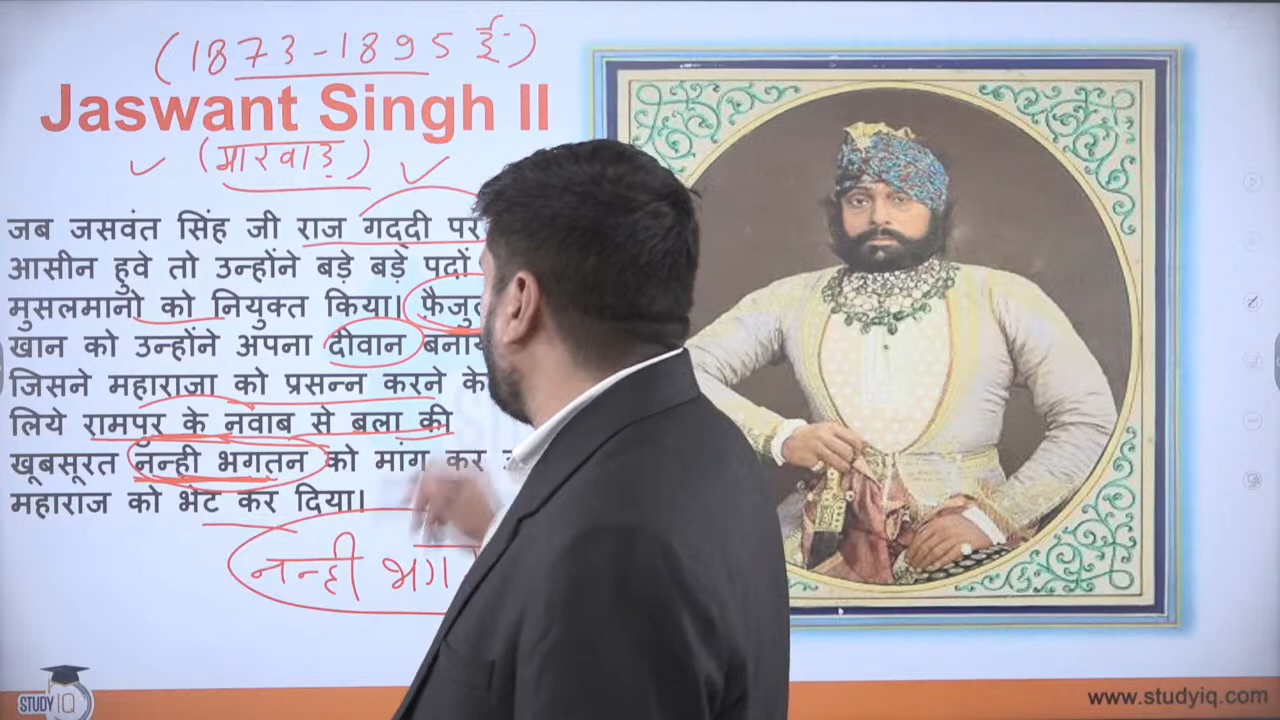 (1873-1895 ई.)
Jaswant Singh II
(मारवाड़)
जब जसवंत सिंह जी राज गद्दी पर
आसीन हुवे तो उन्होंने बड़े बड़े पदों
मुसलमानो को नियुक्त किया।
खान को उन्होंने अपना दीवान
जिसने महाराजा को प्रसन्न करने के
लिये रामपुर के नवाब से बला की
खूबसूरत नन्ही भगतन को मांग कर
महाराज को भेंट कर दिया।
नन्ही
STUDY IQ
www.studyiq.com